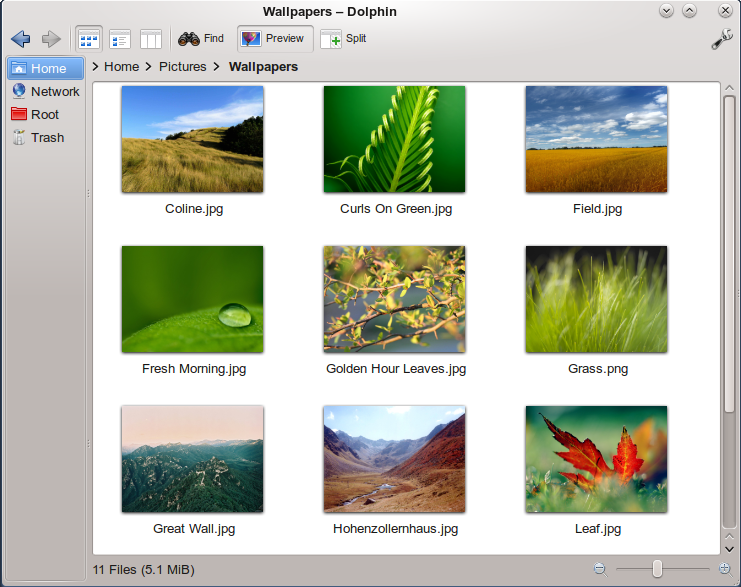 Wallpapers – Dolphin
Find
Preview
Split
Home
Network
Root
Trash
Home
Pictures
Wallpapers
Coline.jpg
Curls On Green.jpg
Field.jpg
Fresh Morning.jpg
Golden Hour Leaves.jpg
Grass.png
Great Wall.jpg
Hohenzollernhaus.jpg
Leaf.jpg
11 Files (5.1 MiB)